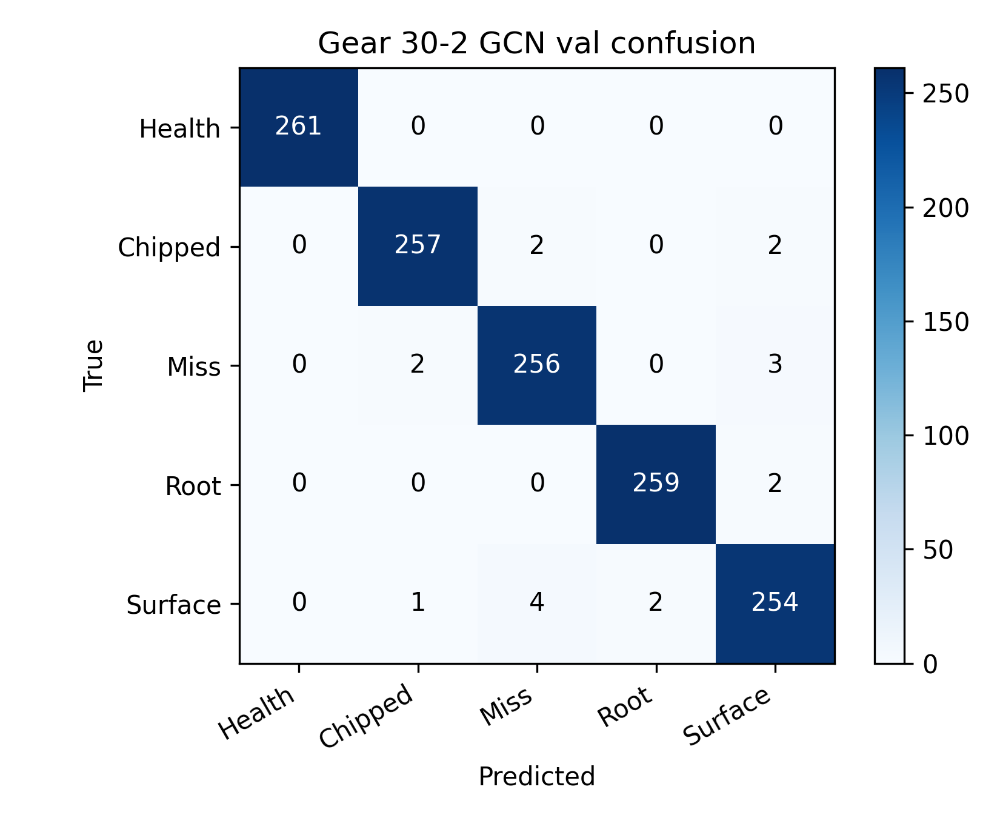 Gear 30-2 GCN val confusion
Health 261 0 0 0 0
Chipped 0 257 2 0 2
Miss 0 2 256 0 3
Root 0 0 0 259 2
Surface 0 1 4 2 254
True
Health Chipped Miss Root Surface
Predicted
250
200
150
100
50
0